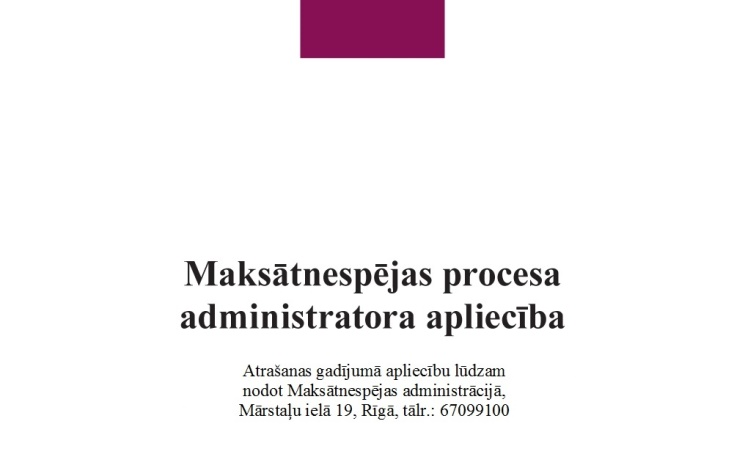 Maksātnespējas procesa
administratora apliecība
Atrašanas gadījumā apliecību lūdzam
nodot Maksātnespējas administrācijā,
Mārstaļu ielā 19, Rīgā, tālr.: 67099100